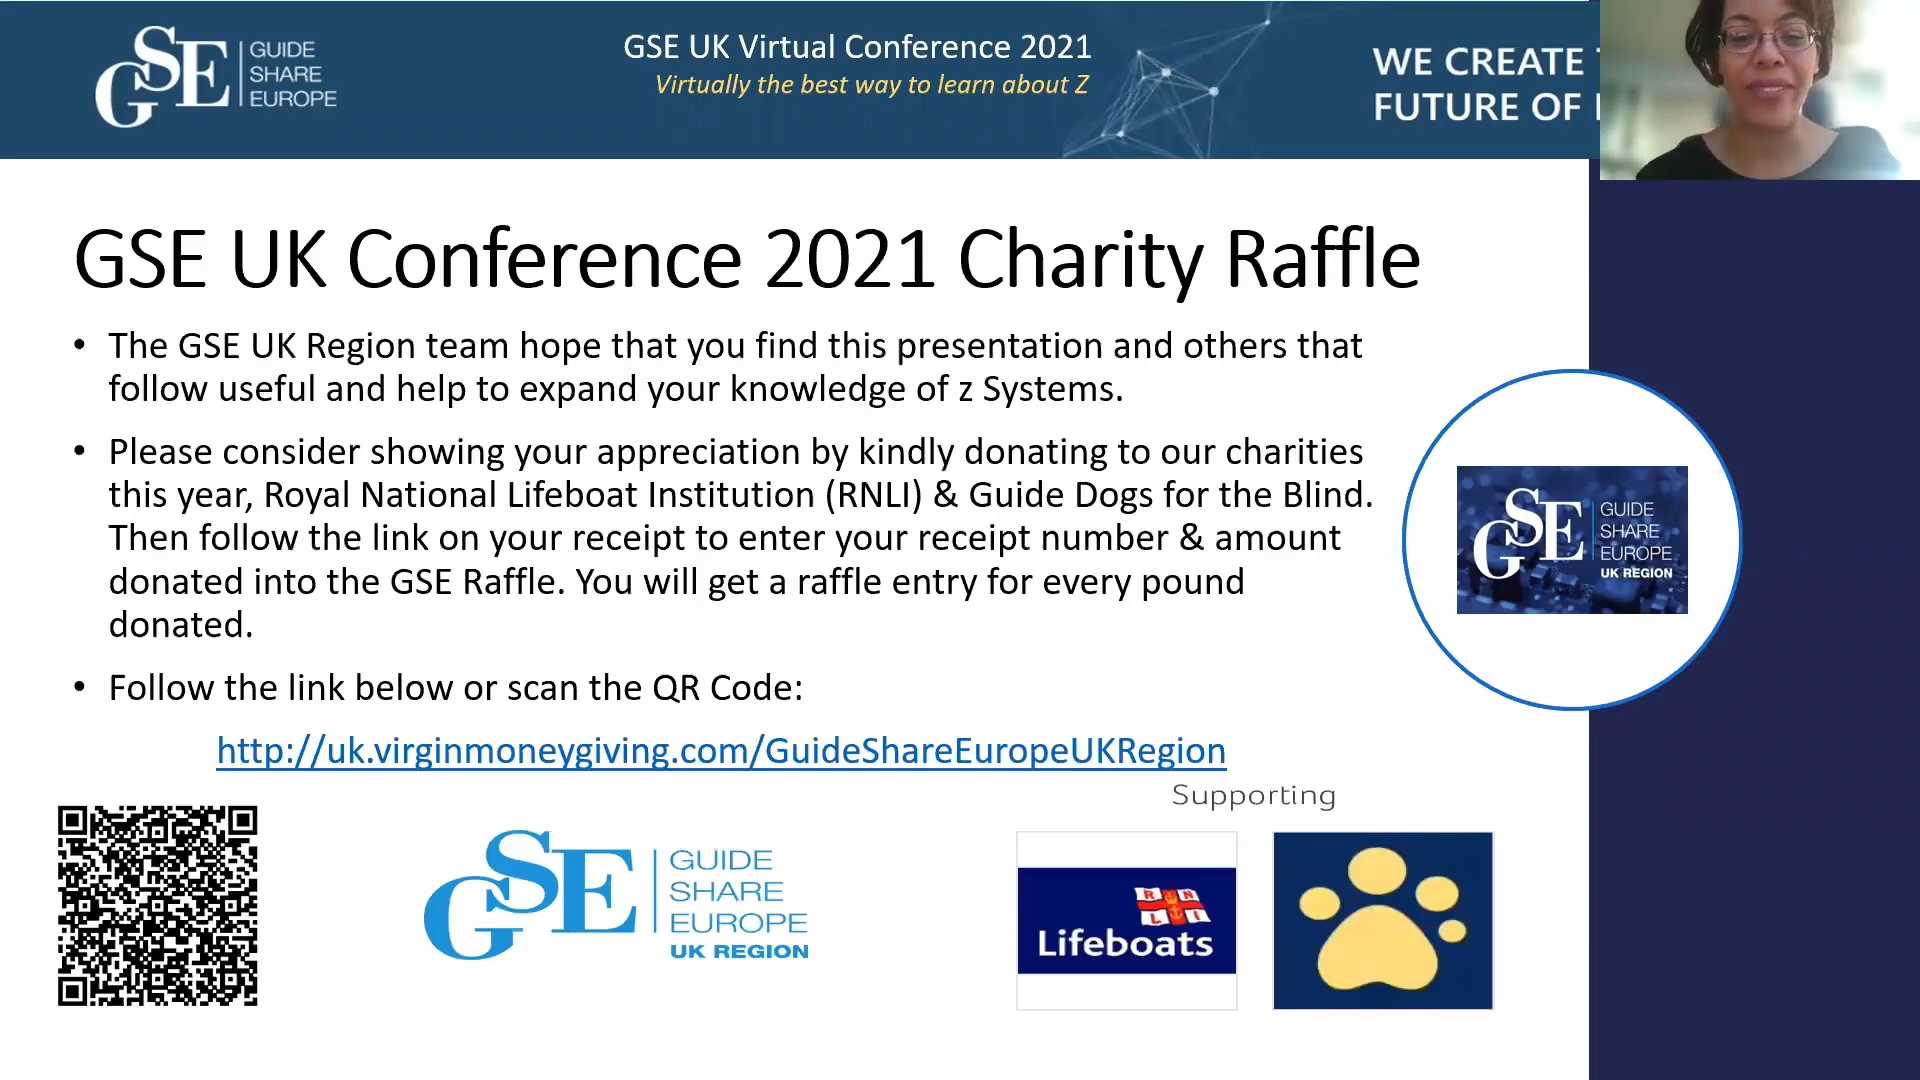 GSE GUIDE
SHARE
EUROPE
GSE UK Virtual Conference 2021
Virtually the best way to learn about Z
WE CREATE
FUTURE OF
GSE UK Conference 2021 Charity Raffle
• The GSE UK Region team hope that you find this presentation and others that
follow useful and help to expand your knowledge of z Systems.
• Please consider showing your appreciation by kindly donating to our charities
this year, Royal National Lifeboat Institution (RNLI) & Guide Dogs for the Blind.
Then follow the link on your receipt to enter your receipt number & amount
donated into the GSE Raffle. You will get a raffle entry for every pound
donated.
• Follow the link below or scan the QR Code:
http://uk.virginmoneygiving.com/GuideShareEuropeUKRegion
GSE GUIDE
SHARE
EUROPE
UK REGION
Supporting
GSE GUIDE
SHARE
EUROPE
UK REGION
R N
L I
Lifeboats